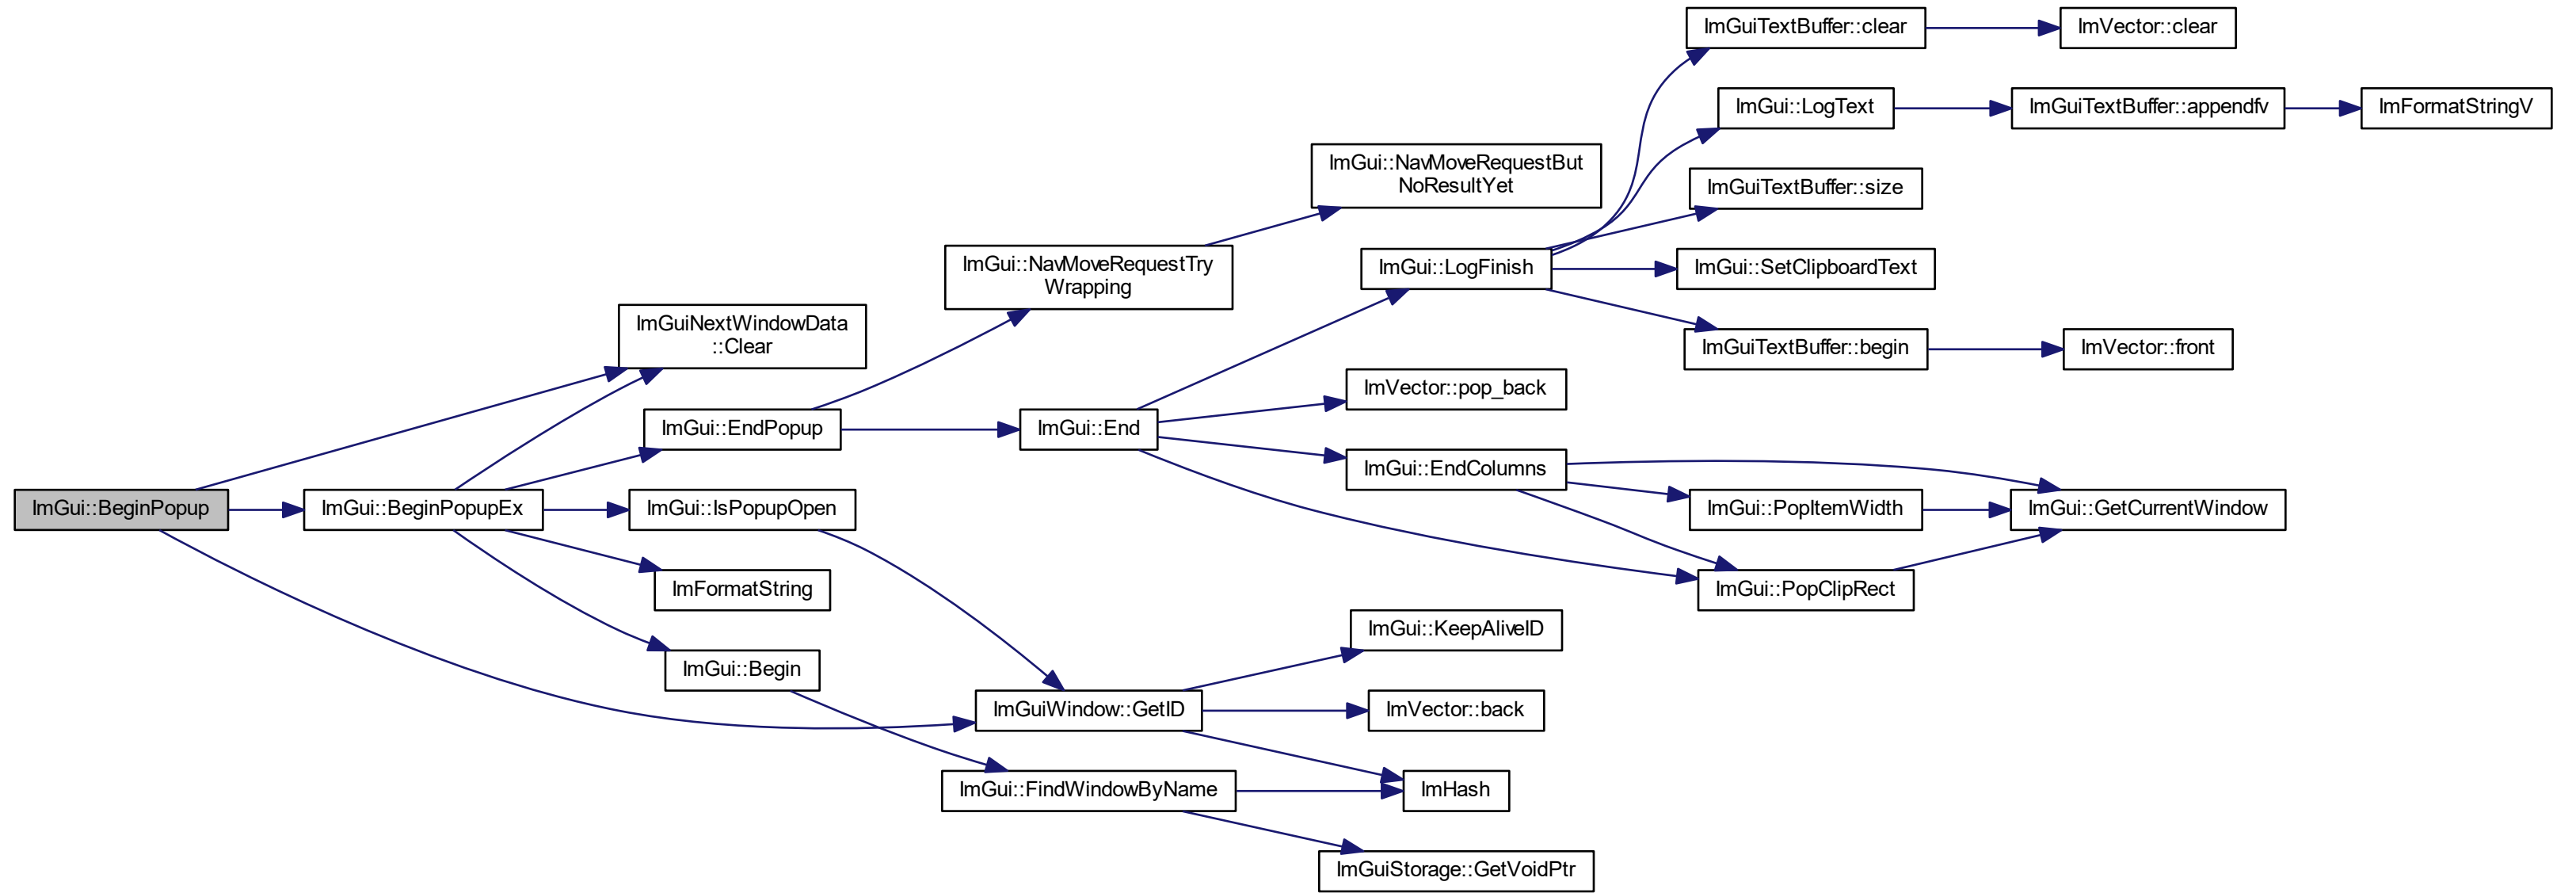 ImGuiTextBuffer::clear
ImVector::clear
ImGui::LogText
ImGuiTextBuffer::appendfv
ImFormatStringV
ImGui::NavMoveRequestBut
NoResultYet
ImGuiTextBuffer::size
ImGui::NavMoveRequestTry
Wrapping
ImGui::LogFinish
ImGui::SetClipboardText
ImGuiNextWindowData
::Clear
ImGuiTextBuffer::begin
ImVector::front
ImVector::pop_back
ImGui::EndPopup
ImGui::End
ImGui::EndColumns
ImGui::BeginPopup
ImGui::BeginPopupEx
ImGui::IsPopupOpen
ImGui::PopItemWidth
ImGui::GetCurrentWindow
ImFormatString
ImGui::PopClipRect
ImGui::KeepAliveID
ImGui::Begin
ImGuiWindow::GetID
ImVector::back
ImGui::FindWindowByName
ImHash
ImGuiStorage::GetVoidPtr